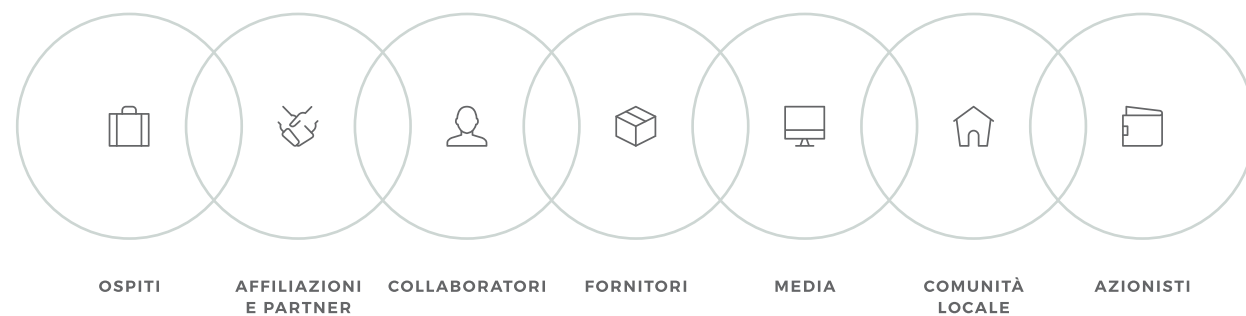 OSPITI
AFFILIAZIONI
E PARTNER
COLLABORATORI
FORNITORI
MEDIA
COMUNITÀ
LOCALE
AZIONISTI